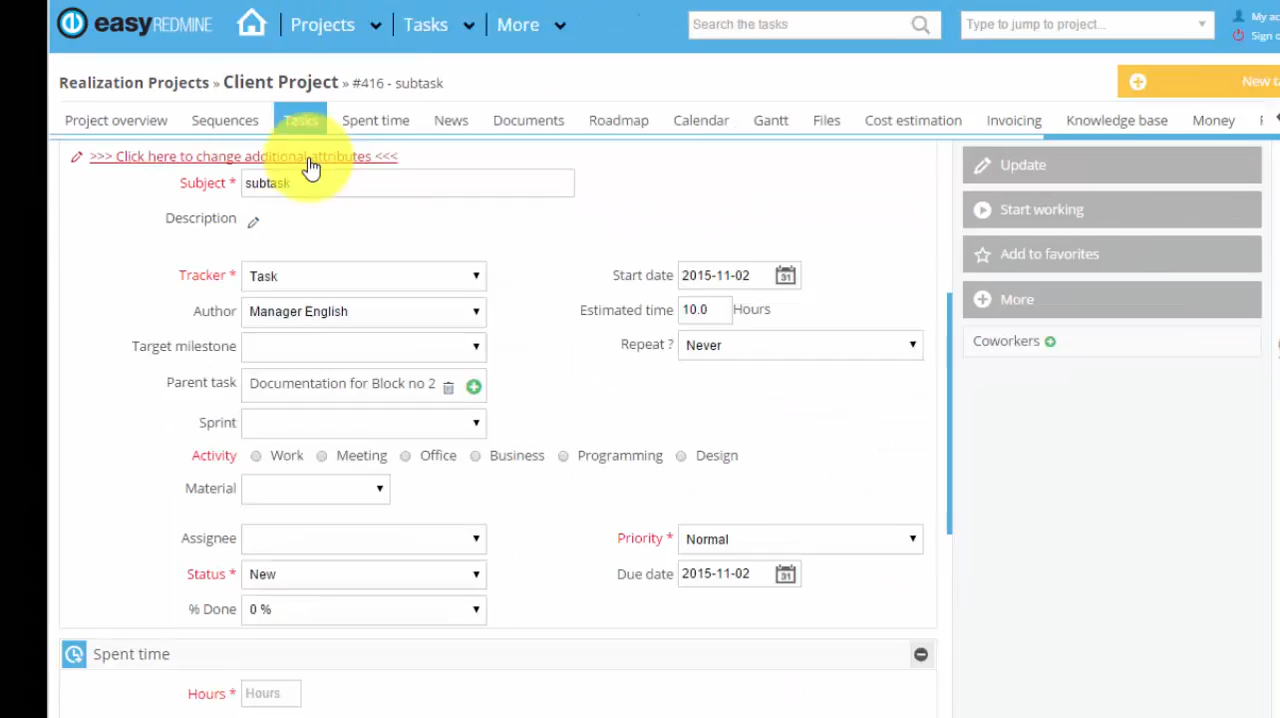 easy REDMINE Projects Tasks More Search the tasks Type to jump to project... My
Sign
Realization Projects » Client Project » #416 - subtask New
Project overview Sequences Tasks Spent time News Documents Roadmap Calendar Gantt Files Cost estimation Invoicing Knowledge base Money
>>> Click here to change additional attributes <<< Update
Subject * subtask
Description Start working
Add to favorites
Tracker * Task Start date 2015-11-02 31
More
Author Manager English Estimated time 10.0 Hours
Target milestone Repeat ? Never Coworkers
Parent task Documentation for Block no 2
Sprint
Activity Work Meeting Office Business Programming Design
Material
Assignee Priority * Normal
Status * New Due date 2015-11-02 31
% Done 0 %
Spent time
Hours * Hours